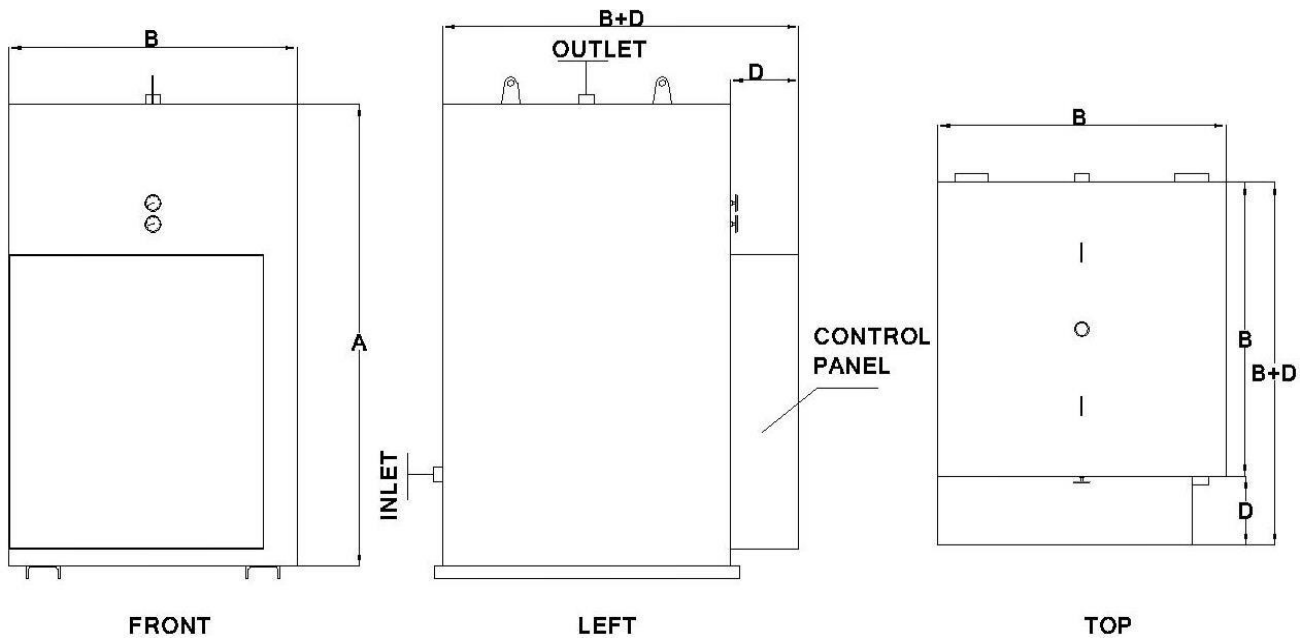 B
A
FRONT
B+D
OUTLET
D
CONTROL
PANEL
INLET
LEFT
B
B
B+D
D
TOP